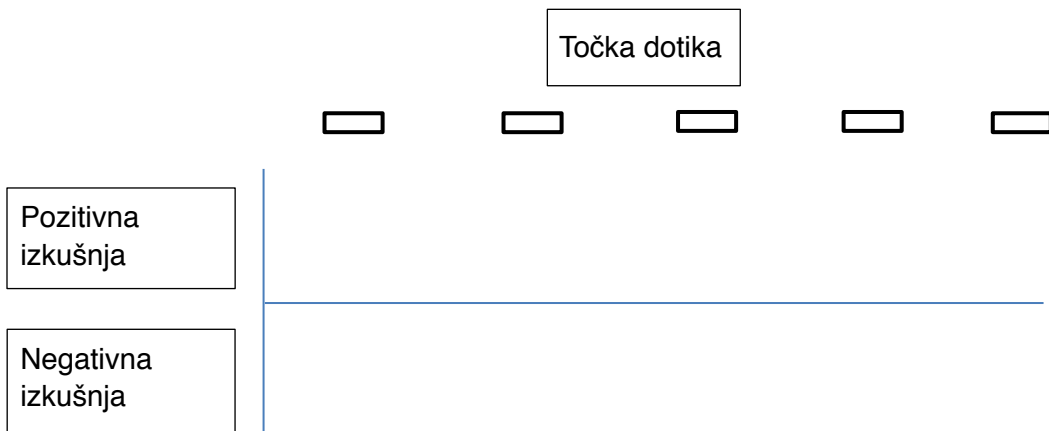 Točka dotika
Pozitivna
izkušnja
Negativna
izkušnja